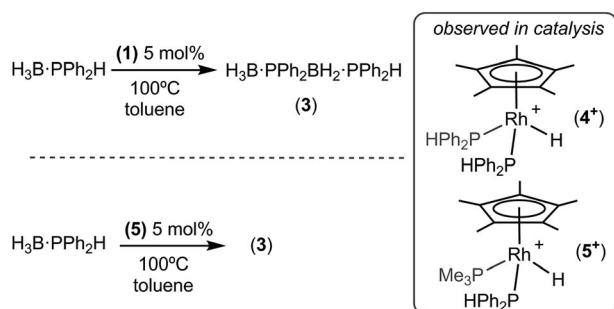 H₃B·PPh₂H (1) 5 mol% 100ºC toluene H₃B·PPh₂BH₂·PPh₂H
(3)
H₃B·PPh₂H (5) 5 mol% 100ºC toluene (3)
observed in catalysis
Rh + H (4⁺)
HPh₂P
HPh₂P
Rh + H (5⁺)
Me₃P
HPh₂P